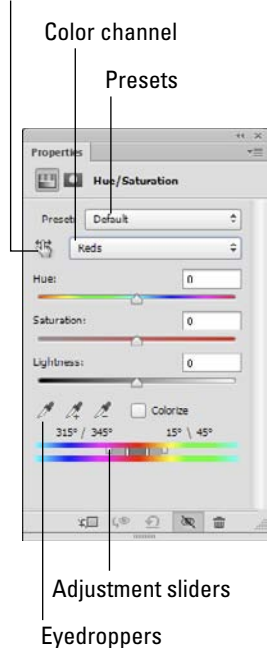 Color channel
Presets
Properties
Hue/Saturation
Preset: Default
Reds
Hue: 0
Saturation: 0
Lightness: 0
Colorize
315° / 345° 15° \ 45°
Adjustment sliders
Eyedroppers